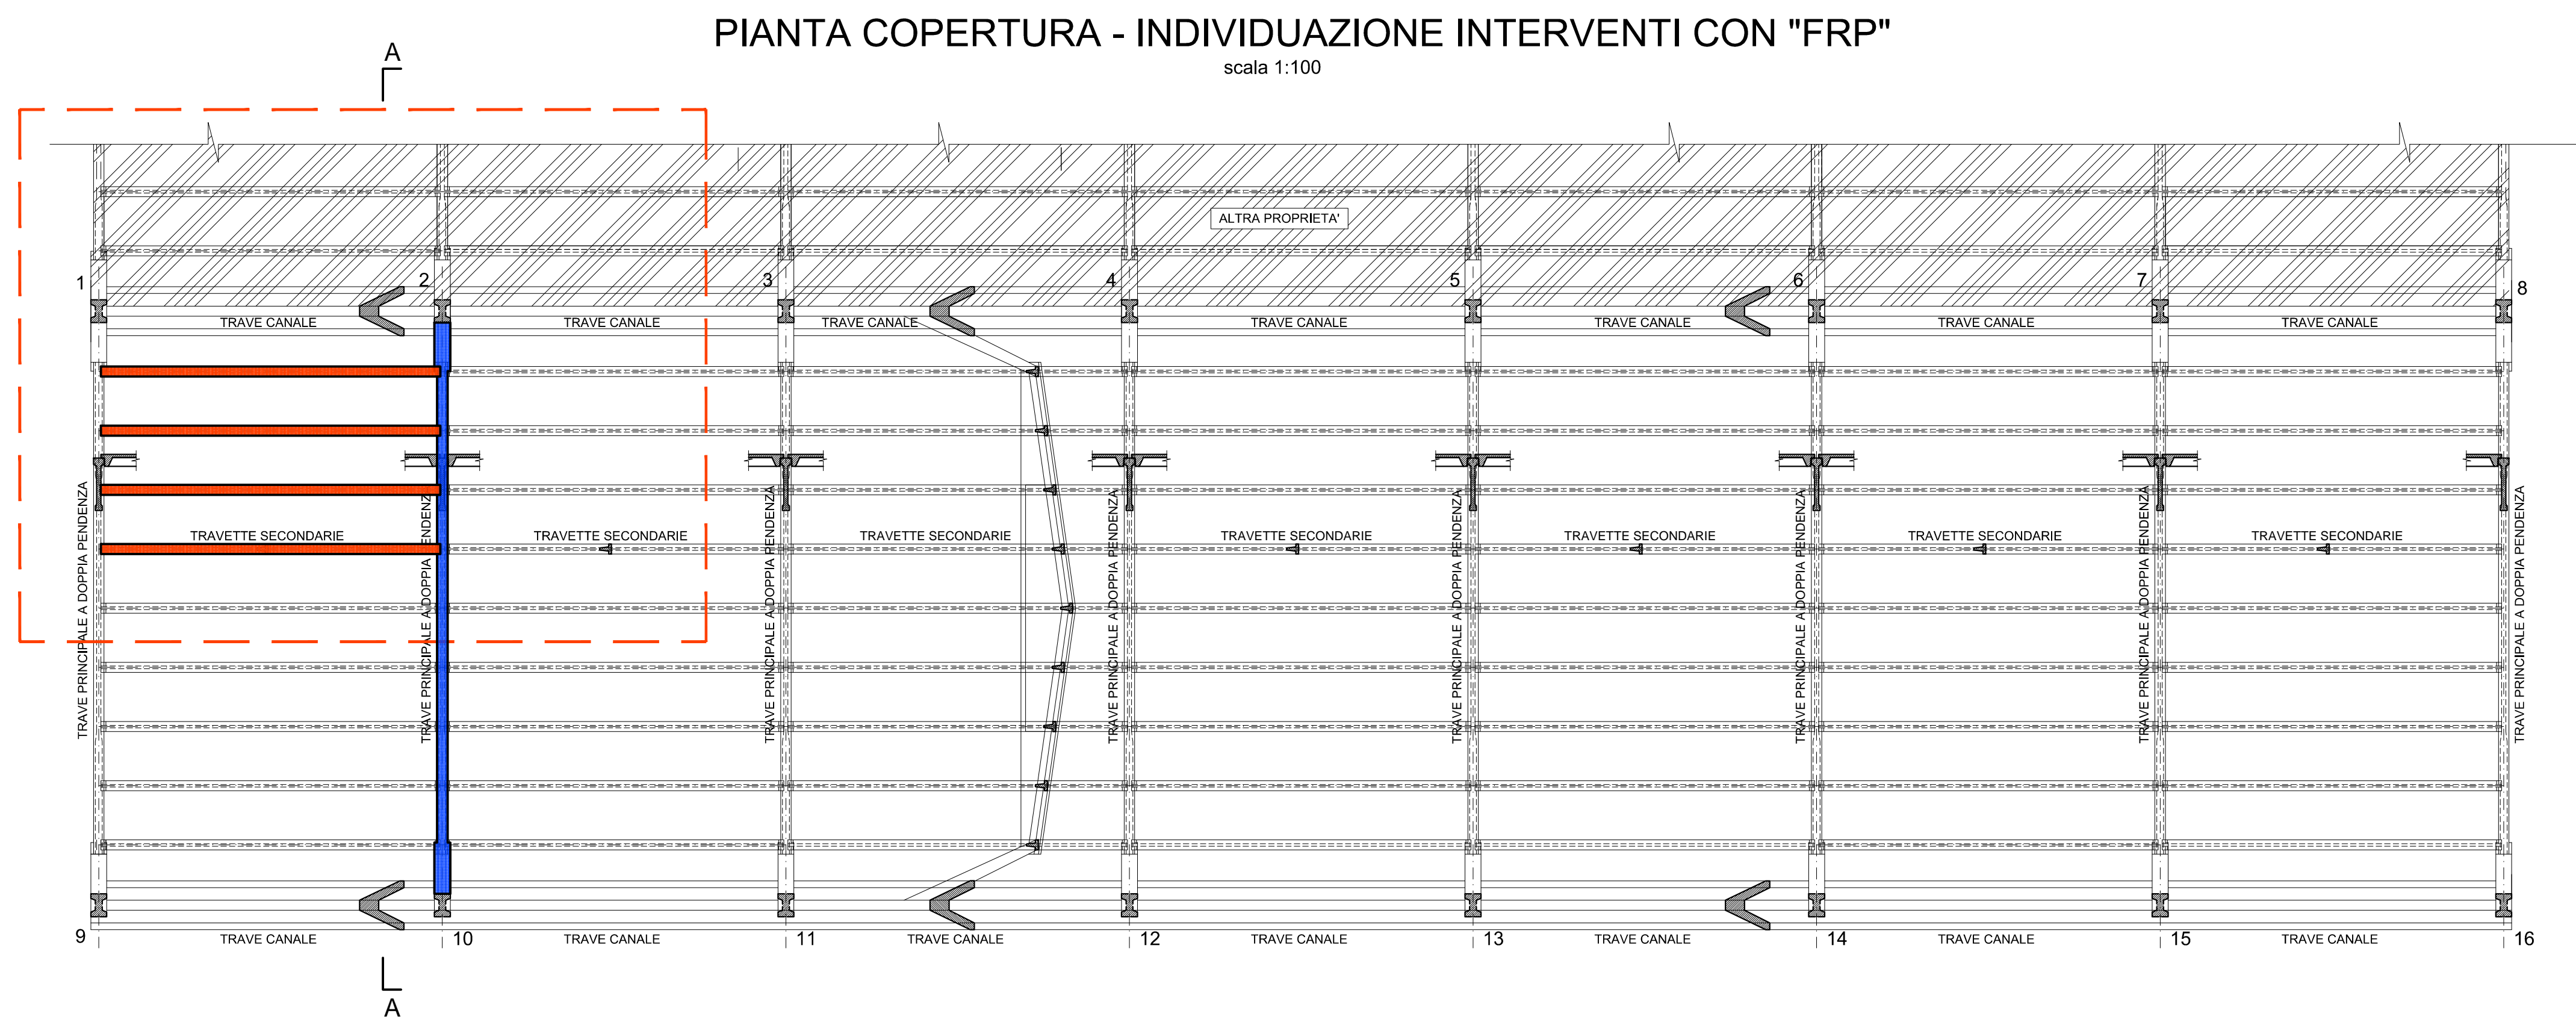 PIANTA COPERTURA - INDIVIDUAZIONE INTERVENTI CON "FRP"
scala 1:100
A
ALTRA PROPRIETA'
1
2
3
4
5
6
7
8
TRAVE CANALE
TRAVE CANALE
TRAVE CANALE
TRAVE CANALE
TRAVE CANALE
TRAVE CANALE
TRAVE CANALE
TRAVE PRINCIPALE A DOPPIA PENDENZA
TRAVE PRINCIPALE A DOPPIA PENDENZA
TRAVE PRINCIPALE A DOPPIA PENDENZA
TRAVE PRINCIPALE A DOPPIA PENDENZA
TRAVE PRINCIPALE A DOPPIA PENDENZA
TRAVE PRINCIPALE A DOPPIA PENDENZA
TRAVE PRINCIPALE A DOPPIA PENDENZA
TRAVE PRINCIPALE A DOPPIA PENDENZA
TRAVETTE SECONDARIE
TRAVETTE SECONDARIE
TRAVETTE SECONDARIE
TRAVETTE SECONDARIE
TRAVETTE SECONDARIE
TRAVETTE SECONDARIE
TRAVETTE SECONDARIE
9
TRAVE CANALE
10
TRAVE CANALE
11
TRAVE CANALE
12
TRAVE CANALE
13
TRAVE CANALE
14
TRAVE CANALE
15
TRAVE CANALE
16
A